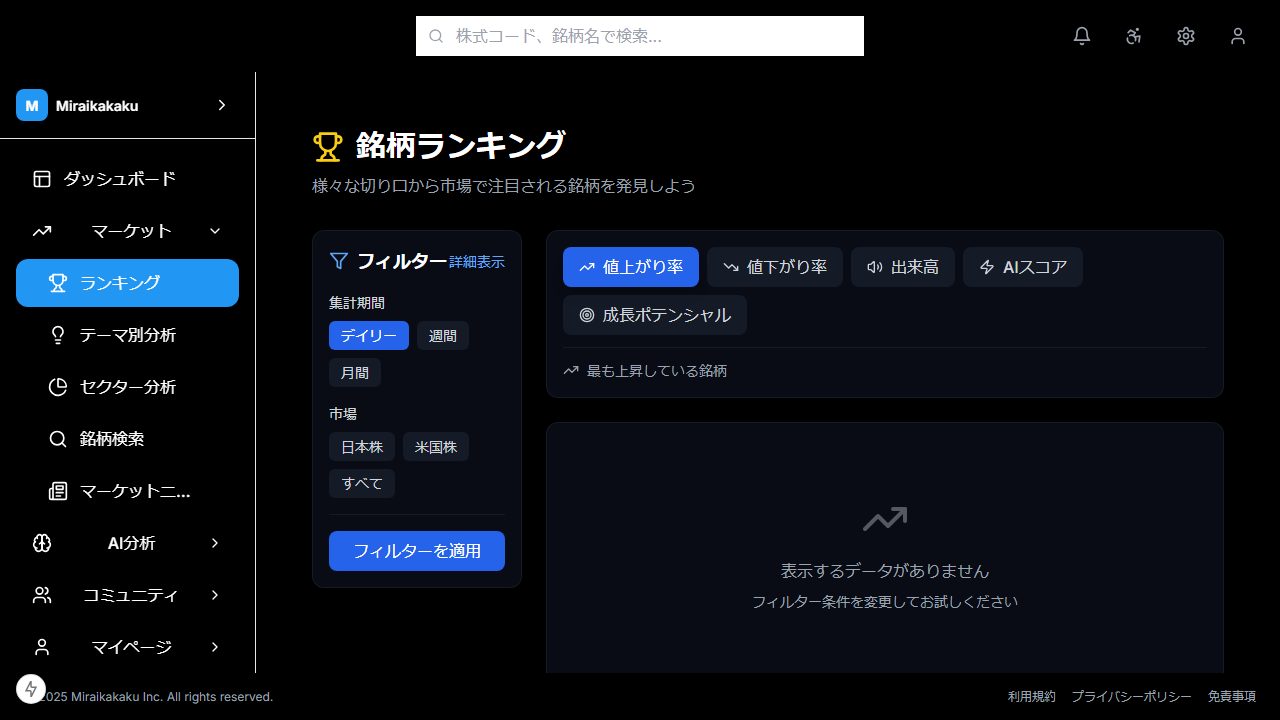 株式コード、銘柄名で検索...
M Miraikakaku
ダッシュボード
マーケット
ランキング
テーマ別分析
セクター分析
銘柄検索
マーケットニ...
AI分析
コミュニティ
マイページ
銘柄ランキング
様々な切り口から市場で注目される銘柄を発見しよう
フィルター 詳細表示
集計期間
デイリー 週間
月間
市場
日本株 米国株
すべて
フィルターを適用
値上がり率 値下がり率 出来高 AIスコア
成長ポテンシャル
最も上昇している銘柄
表示するデータがありません
フィルター条件を変更してお試しください
2025 Miraikakaku Inc. All rights reserved.
利用規約 プライバシーポリシー 免責事項